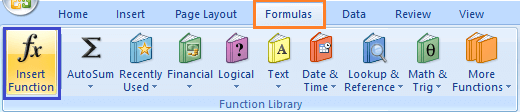 Home Insert Page Layout Formulas Data Review View
fx Σ ? A θ
Insert Function AutoSum Recently Used Financial Logical Text Date & Time Lookup & Reference Math & Trig More Functions
Function Library